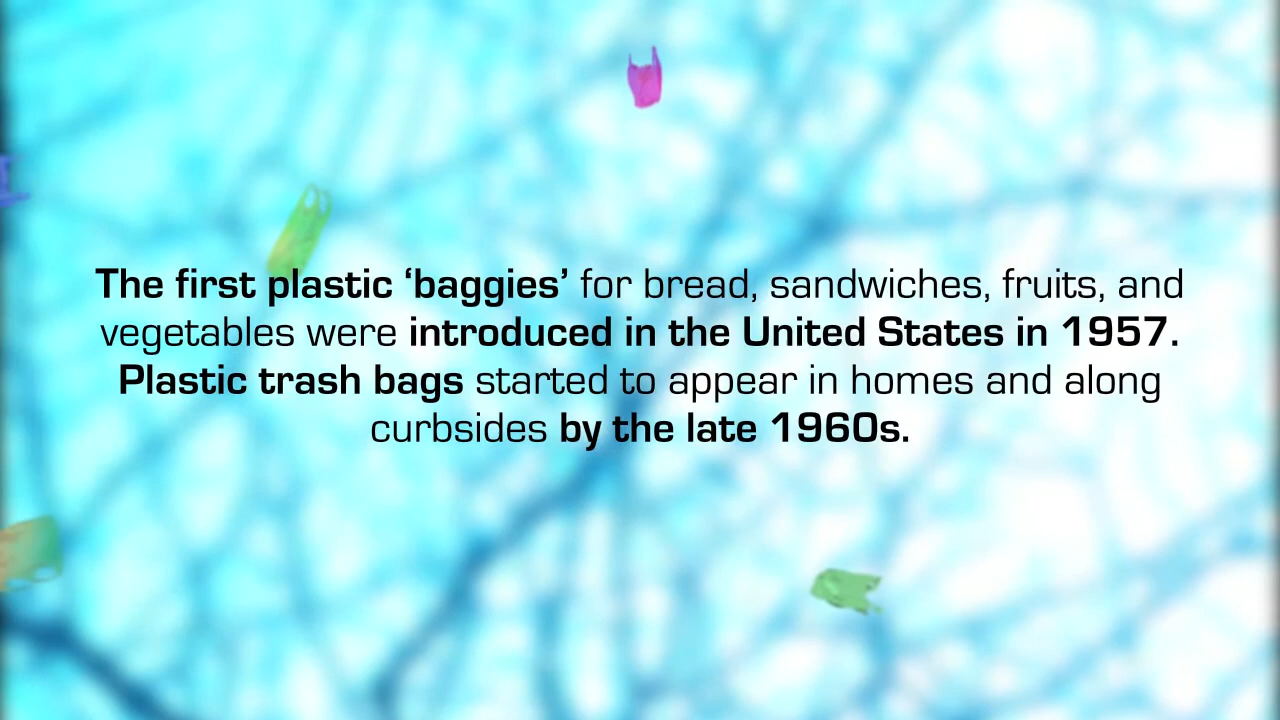 The first plastic ‘baggies’ for bread, sandwiches, fruits, and
vegetables were introduced in the United States in 1957.
Plastic trash bags started to appear in homes and along
curbsides by the late 1960s.